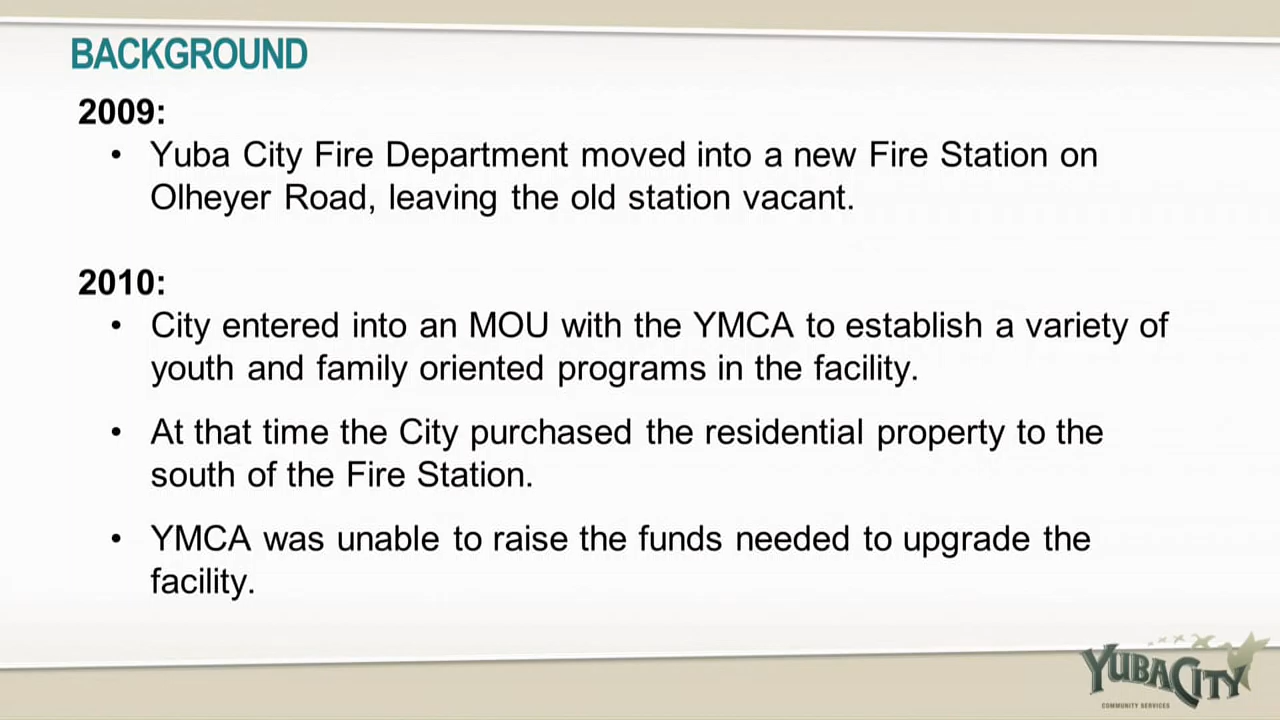 BACKGROUND
2009:
• Yuba City Fire Department moved into a new Fire Station on
Olheyer Road, leaving the old station vacant.
2010:
• City entered into an MOU with the YMCA to establish a variety of
youth and family oriented programs in the facility.
• At that time the City purchased the residential property to the
south of the Fire Station.
• YMCA was unable to raise the funds needed to upgrade the
facility.
YUBA CITY
COMMUNITY SERVICES